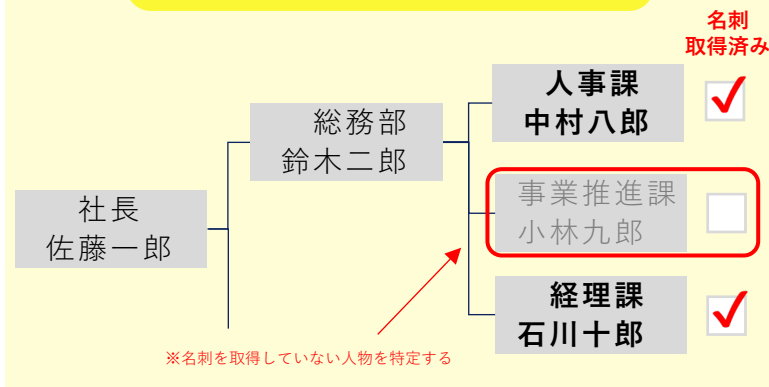 名刺
取得済み
人事課
中村八郎
総務部
鈴木二郎
事業推進課
小林九郎
社長
佐藤一郎
経理課
石川十郎
※名刺を取得していない人物を特定する